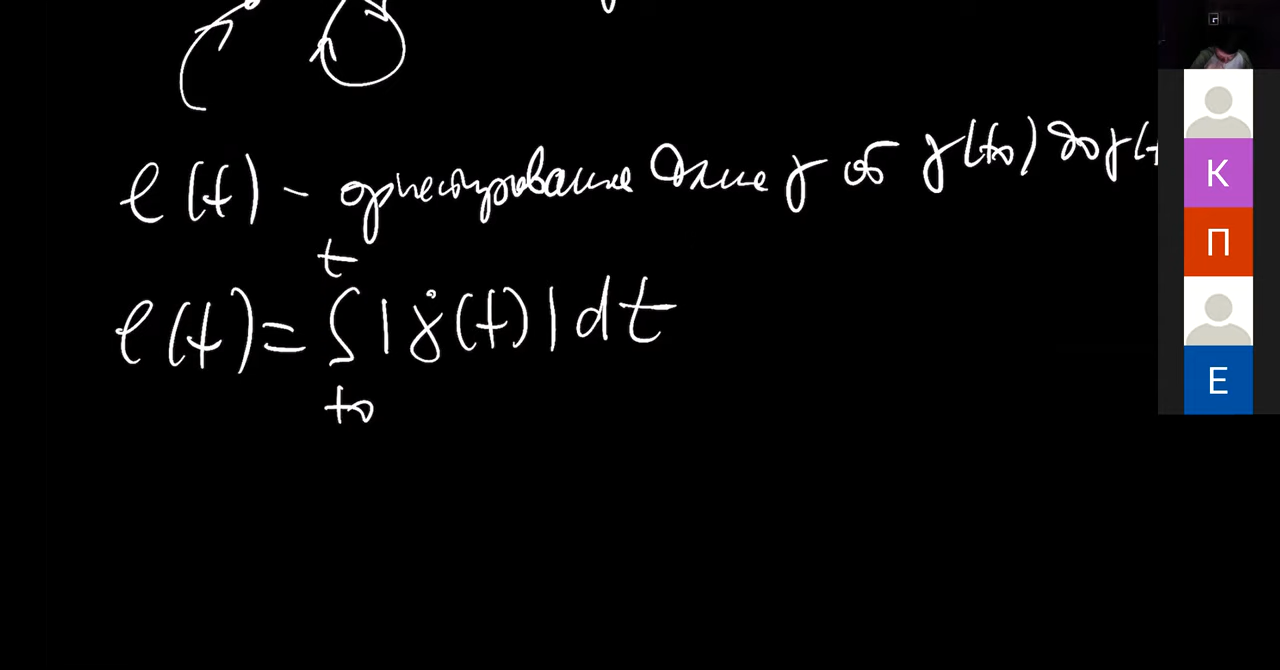 ℓ(t) – ориентированная длина γ от γ(t₀) до γ(t
ℓ(t) = ∫_{t₀}^{t} |γ̇(t)| dt
К
П
Е